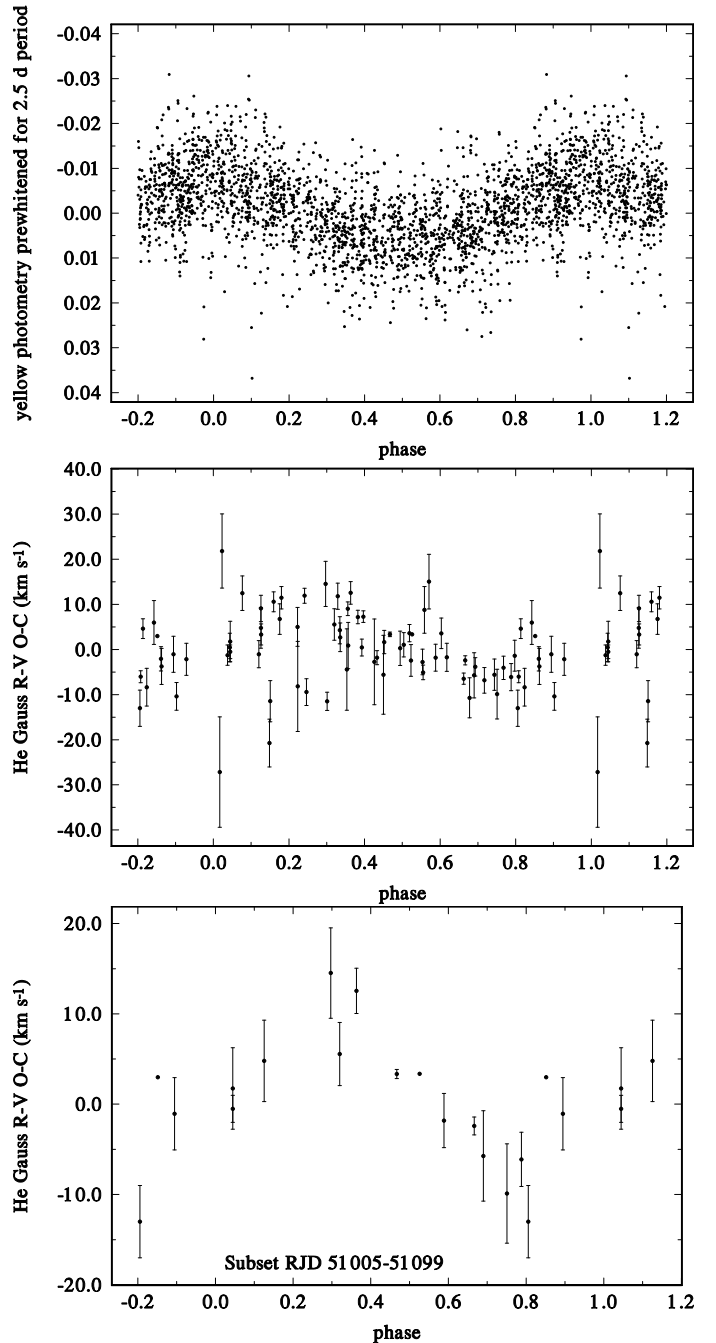 yellow photometry prewhitened for 2.5 d period
-0.04
-0.03
-0.02
-0.01
0.00
0.01
0.02
0.03
0.04
-0.2 0.0 0.2 0.4 0.6 0.8 1.0 1.2
phase
He Gauss R-V O-C (km s-1)
40.0
30.0
20.0
10.0
0.0
-10.0
-20.0
-30.0
-40.0
-0.2 0.0 0.2 0.4 0.6 0.8 1.0 1.2
phase
He Gauss R-V O-C (km s-1)
20.0
10.0
0.0
-10.0
-20.0
Subset RJD 51005-51099
-0.2 0.0 0.2 0.4 0.6 0.8 1.0 1.2
phase